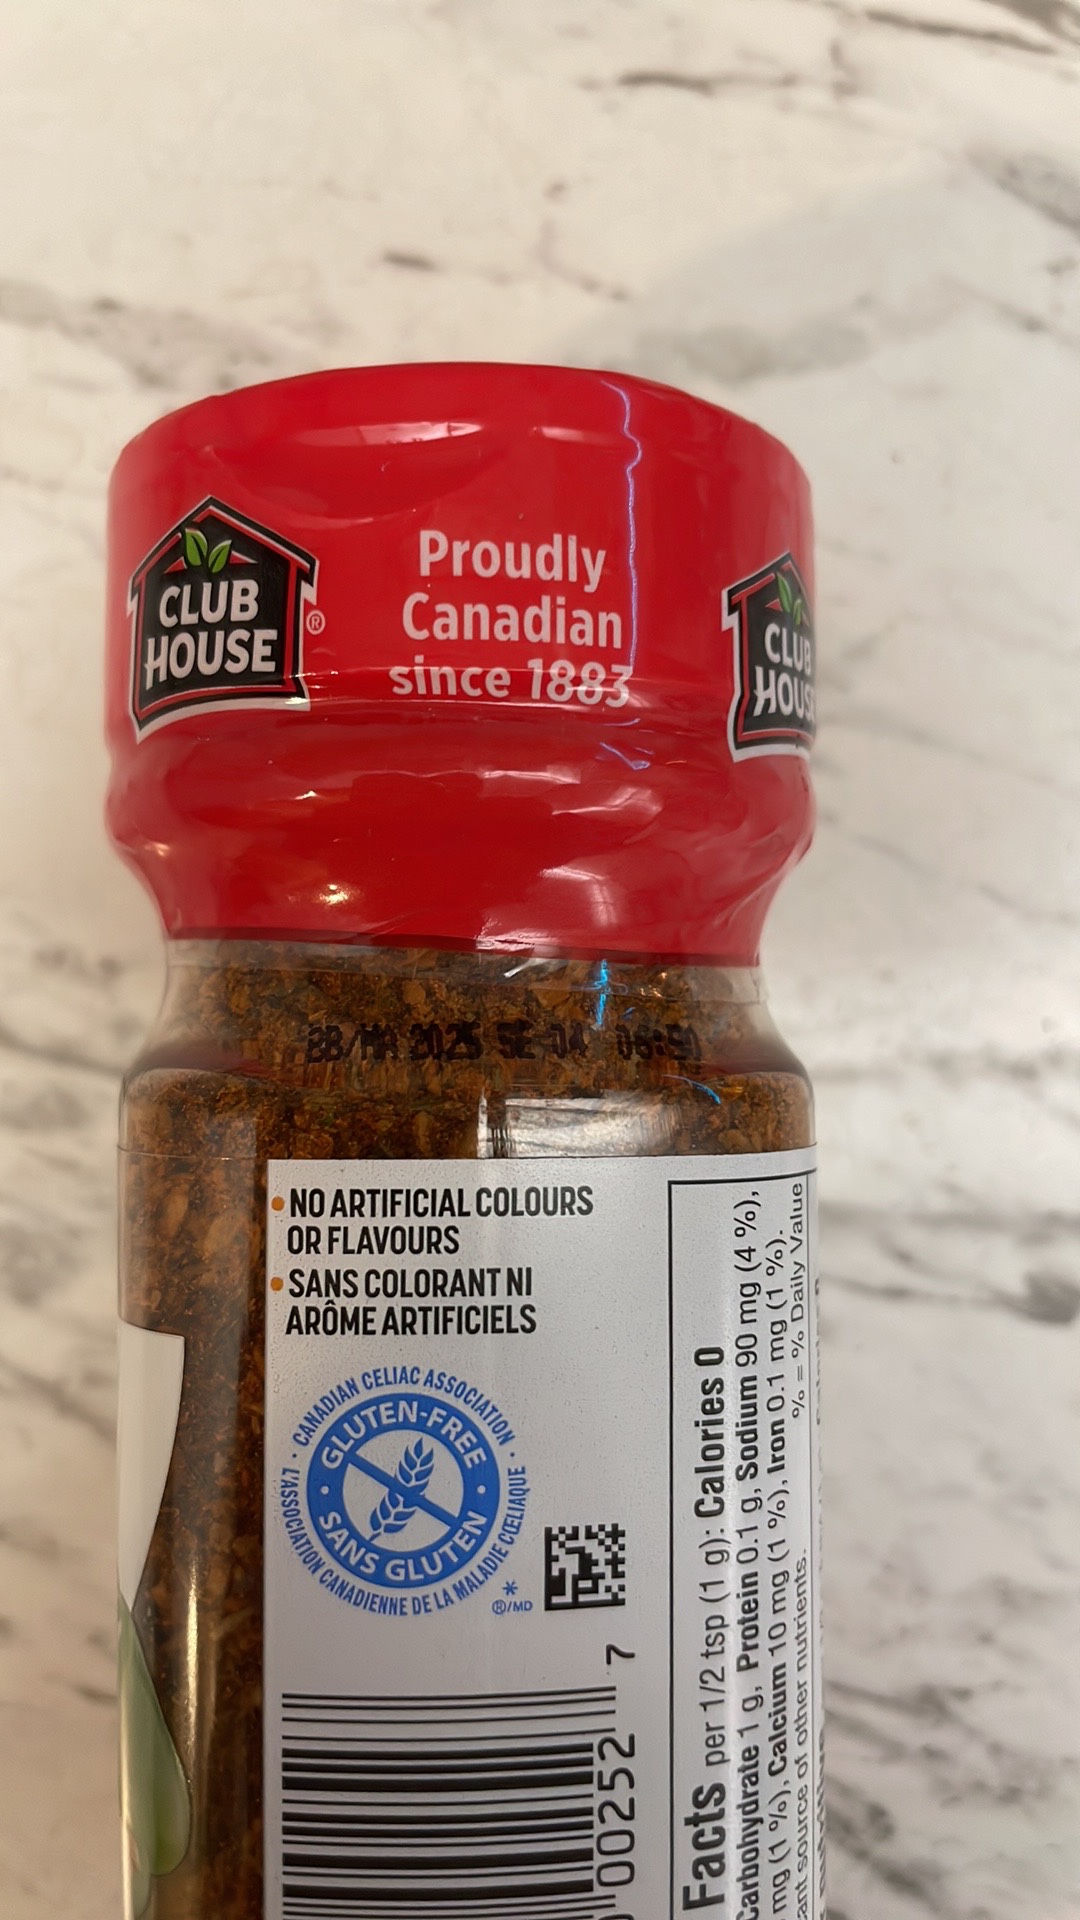 CLUB
HOUSE®
Proudly
Canadian
since 1883
CLUB
HOUSE
BB/MA 2025 SE 04 06:50
• NO ARTIFICIAL COLOURS
OR FLAVOURS
• SANS COLORANT NI
ARÔME ARTIFICIELS
CANADIAN CELIAC ASSOCIATION
GLUTEN-FREE
SANS GLUTEN
L'ASSOCIATION CANADIENNE DE LA MALADIE CŒLIAQUE
®/MD *
00252 7
Facts per 1/2 tsp (1 g): Calories 0
Carbohydrate 1 g, Protein 0.1 g, Sodium 90 mg (4 %),
mg (1 %), Calcium 10 mg (1 %), Iron 0.1 mg (1 %).
source of other nutrients. % = % Daily Value